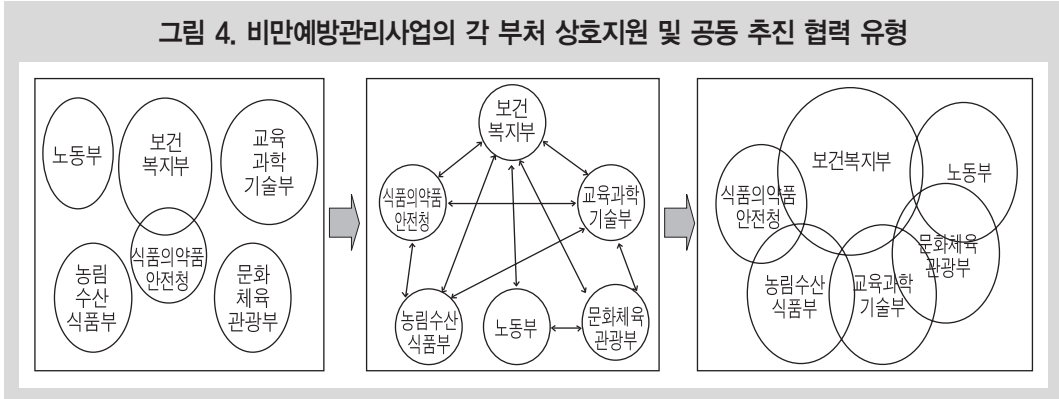 그림 4. 비만예방관리사업의 각 부처 상호지원 및 공동 추진 협력 유형
노동부
보건
복지부
교육
과학
기술부
식품의약품
안전청
농림
수산
식품부
문화
체육
관광부
보건
복지부
식품의약품
안전청
교육과학
기술부
농림수산
식품부
노동부
문화체육
관광부
보건복지부
노동부
식품의약품
안전청
문화체육
관광부
농림수산
식품부
교육과학
기술부